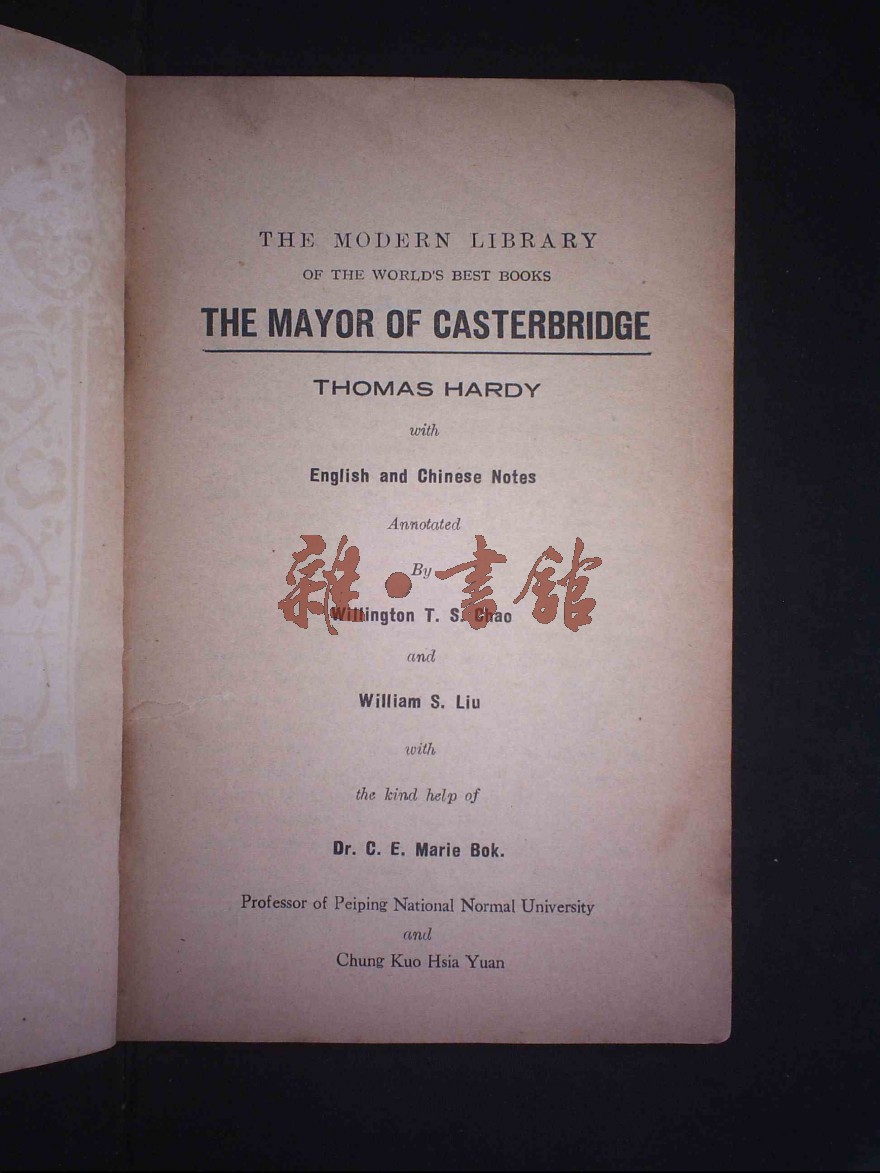 THE MODERN LIBRARY
OF THE WORLD'S BEST BOOKS
THE MAYOR OF CASTERBRIDGE
THOMAS HARDY
with
English and Chinese Notes
Annotated
By
雜·書館
Willington T. S. Chao
and
William S. Liu
with
the kind help of
Dr. C. E. Marie Bok.
Professor of Peiping National Normal University
and
Chung Kuo Hsia Yuan